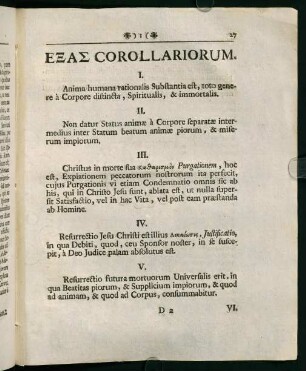 27
ΕΞΑΣ COROLLARIORUM.
I.
Anima humana rationalis Substantia est, toto gene-
re à Corpore distincta, Spiritualis, & immortalis.
II.
Non datur Status animæ à Corpore separatæ inter-
medius inter Statum beatum animæ piorum, & mise-
rum impiorum.
III.
Christus in morte sua Purgationem, hoc
est, Expiationem peccatorum nostrorum ita perfecit,
cujus Purgationis vi etiam Condemnatio omnis sic ab
his, qui in Christo Jesu sunt, ablata est, ut nulla super-
sit Satisfactio, vel in hac Vita, vel post eam præstanda
ab Homine.
IV.
Resurrectio Jesu Christi est illius Justificatio,
in qua Debiti, quod, ceu Sponsor noster, in se susce-
pit, à Deo Judice palam absolutus est.
V.
Resurrectio futura mortuorum Universalis erit, in
qua Beatitas piorum, & Supplicium impiorum, & quod
ad animam, & quod ad Corpus, consummabitur.
D 2 VI.